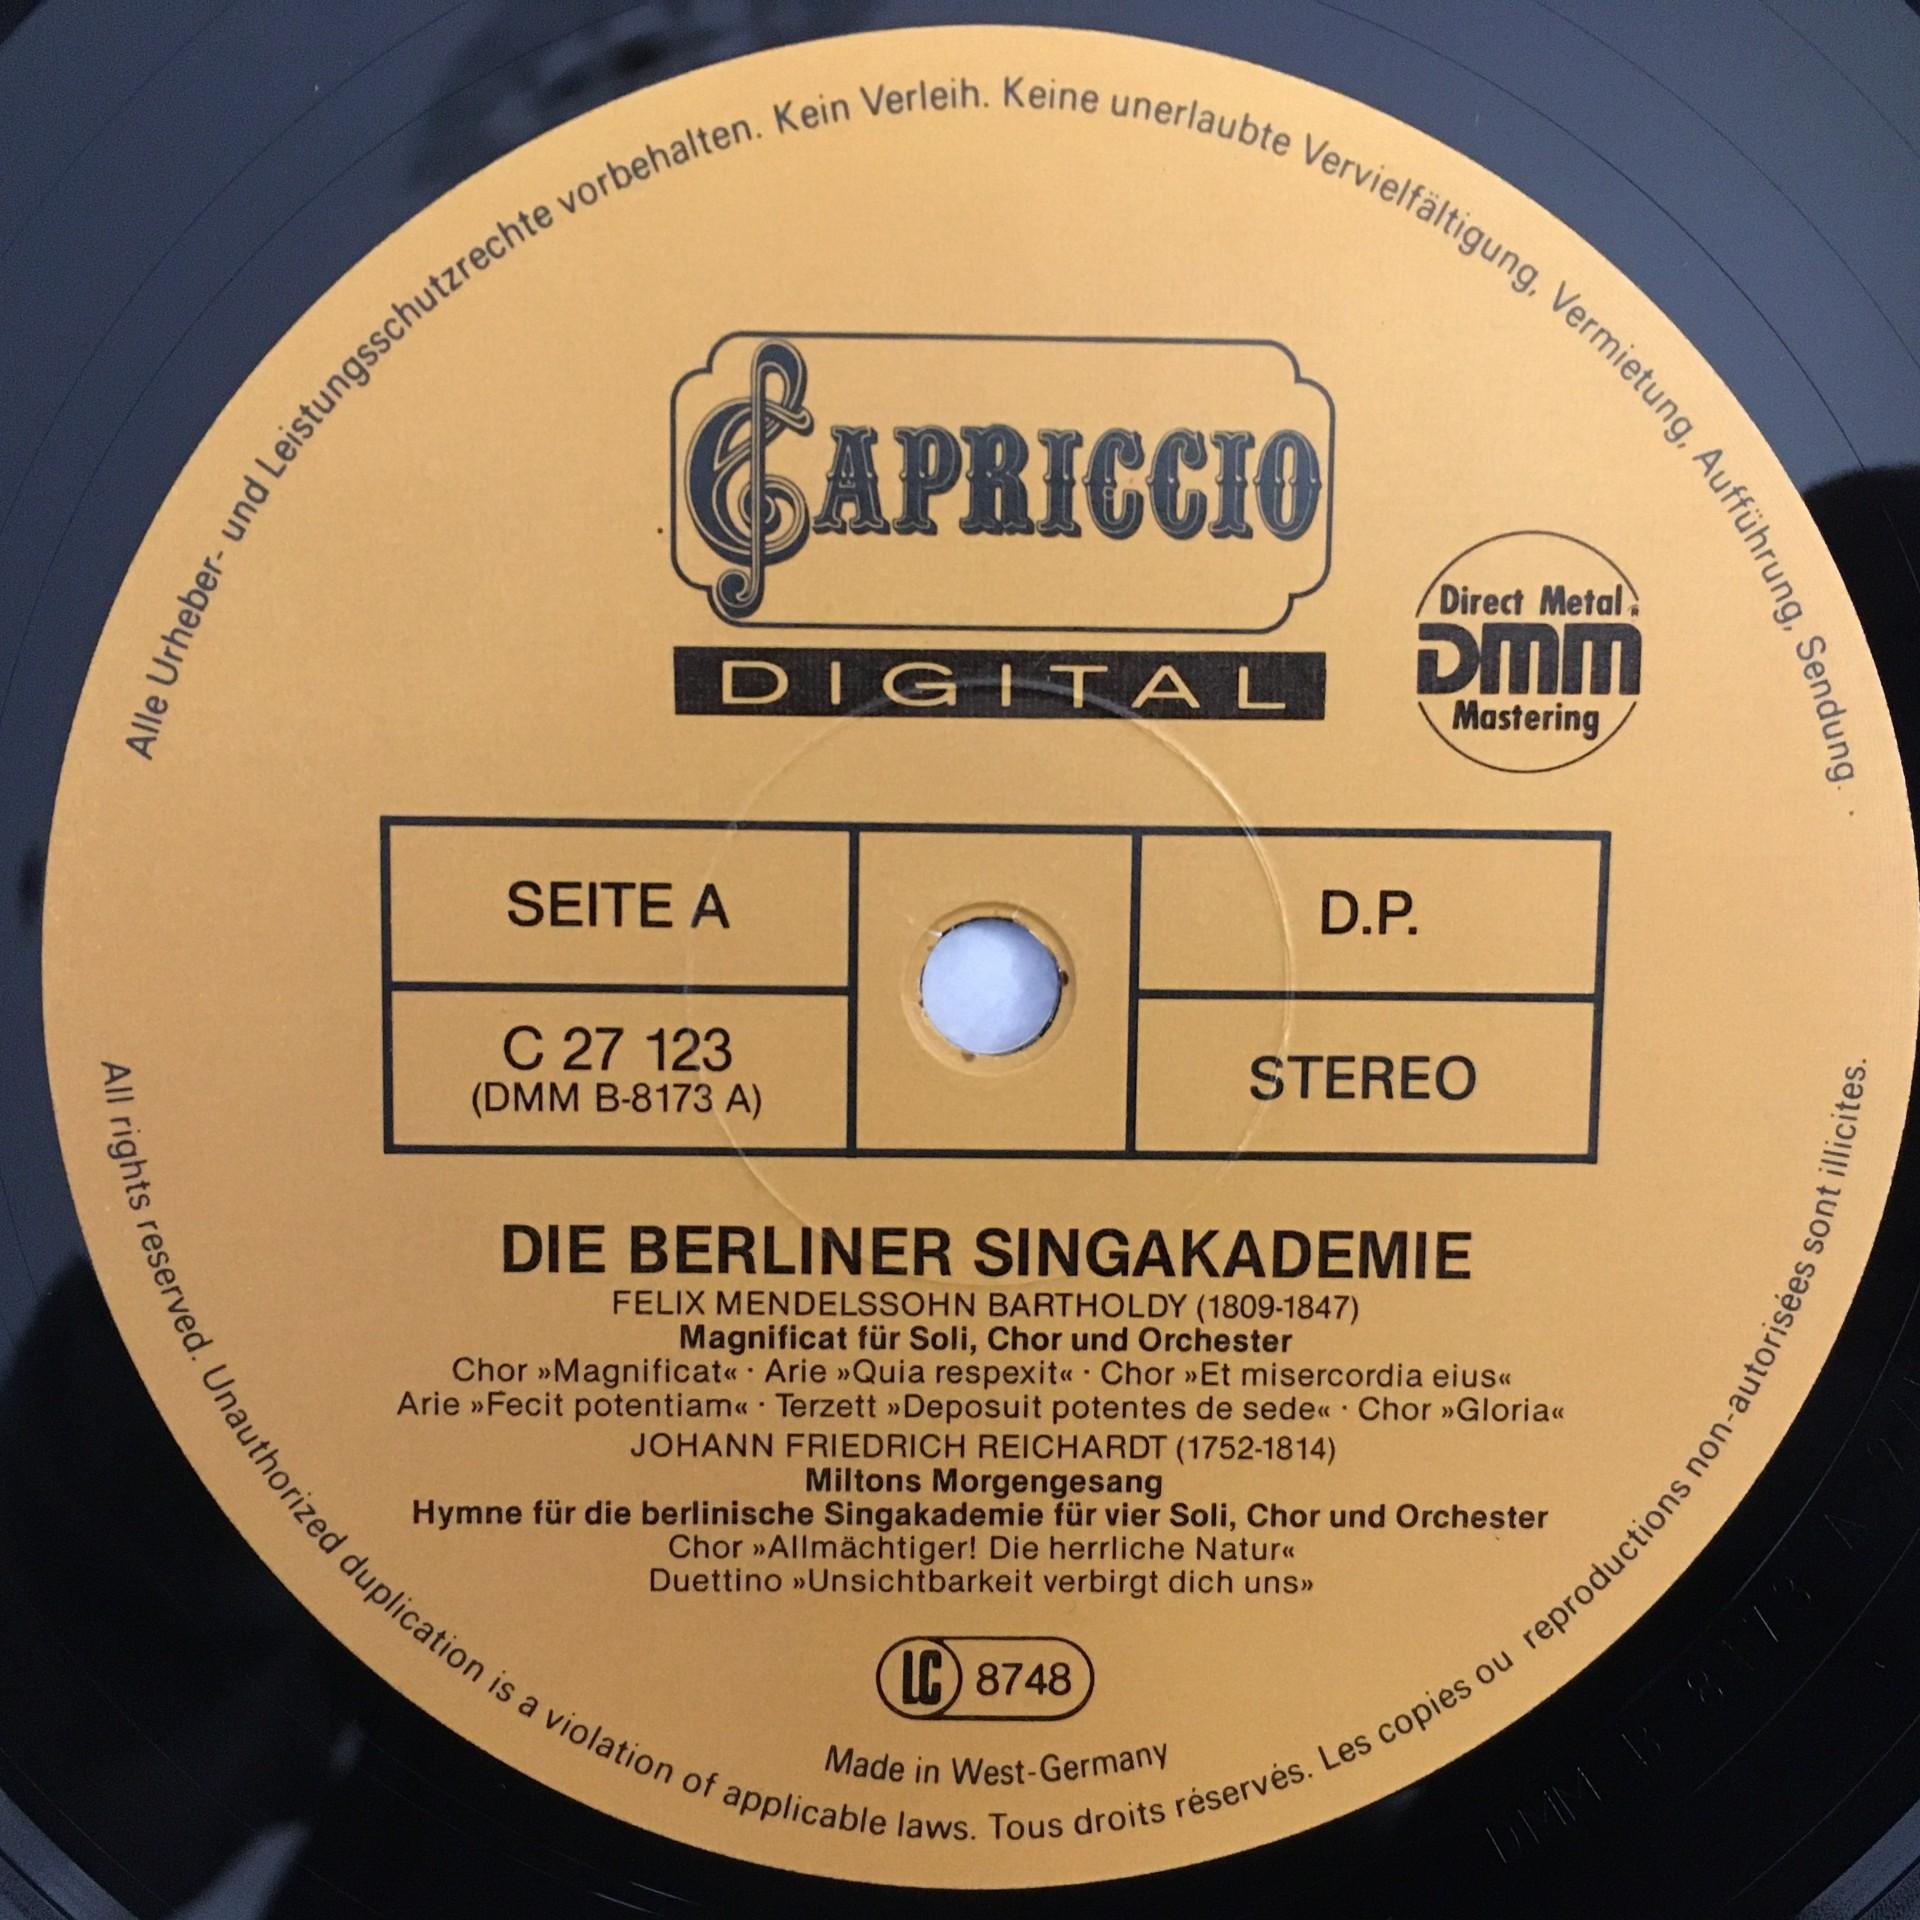 Alle Urheber- und Leistungsschutzrechte vorbehalten. Kein Verleih. Keine unerlaubte Vervielfältigung, Vermietung, Aufführung, Sendung.
CAPRICCIO
DIGITAL
Direct Metal
DMM
Mastering
SEITE A
D.P.
C 27 123
(DMM B-8173 A)
STEREO
DIE BERLINER SINGAKADEMIE
FELIX MENDELSSOHN BARTHOLDY (1809-1847)
Magnificat für Soli, Chor und Orchester
Chor »Magnificat« · Arie »Quia respexit« · Chor »Et misercordia eius«
Arie »Fecit potentiam« · Terzett »Deposuit potentes de sede« · Chor »Gloria«
JOHANN FRIEDRICH REICHARDT (1752-1814)
Miltons Morgengesang
Hymne für die berlinische Singakademie für vier Soli, Chor und Orchester
Chor »Allmächtiger! Die herrliche Natur«
Duettino »Unsichtbarkeit verbirgt dich uns»
LC 8748
Made in West-Germany
All rights reserved. Unauthorized duplication is a violation of applicable laws. Tous droits réservés. Les copies ou reproductions non-autorisées sont illicites.
DMM B 8173 A